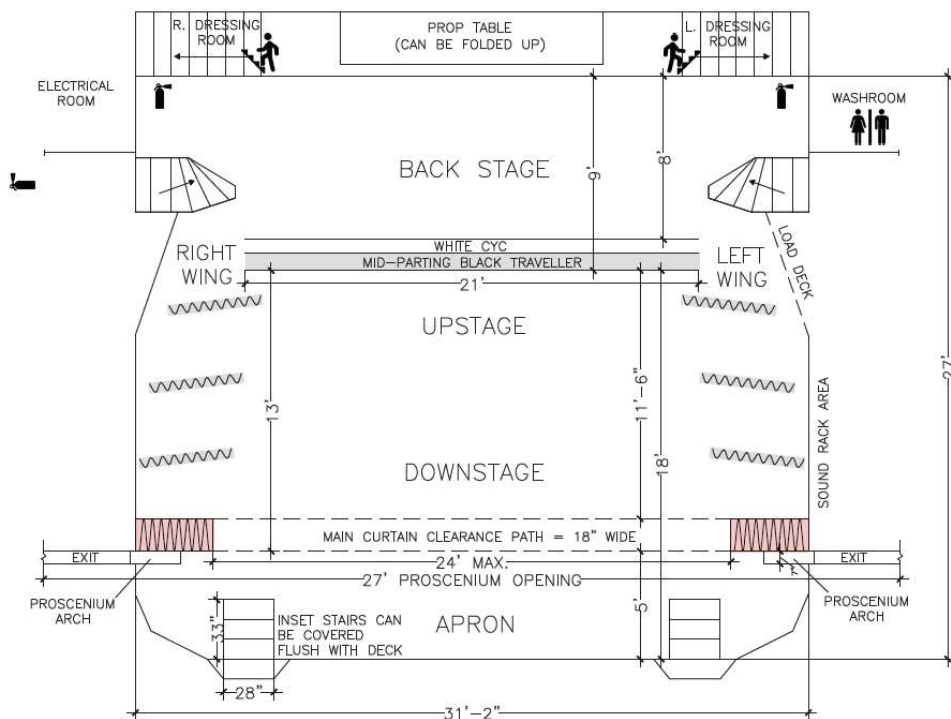 R. DRESSING
ROOM
PROP TABLE
(CAN BE FOLDED UP)
L. DRESSING
ROOM
ELECTRICAL
ROOM
WASHROOM
BACK STAGE
9'
8'
WHITE CYC
MID-PARTING BLACK TRAVELLER
RIGHT
WING
LEFT
WING
LOAD DECK
21'
UPSTAGE
27'
13'
11'-6"
18'
SOUND RACK AREA
DOWNSTAGE
MAIN CURTAIN CLEARANCE PATH = 18" WIDE
EXIT
EXIT
24' MAX.
7"
27' PROSCENIUM OPENING
PROSCENIUM
ARCH
PROSCENIUM
ARCH
5'
33"
INSET STAIRS CAN
BE COVERED
FLUSH WITH DECK
APRON
28"
31'-2"